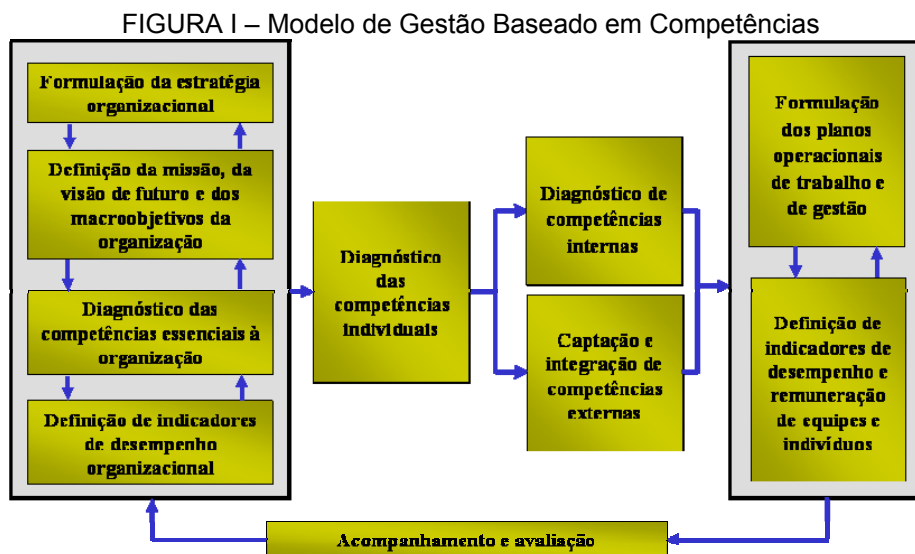 FIGURA I – Modelo de Gestão Baseado em Competências
Formulação da estratégia
organizacional
Definição da missão, da
visão de futuro e dos
macroobjetivos da
organização
Diagnóstico das
competências essenciais à
organização
Definição de indicadores
de desempenho
organizacional
Diagnóstico
das
competências
individuais
Diagnóstico de
competências
internas
Captação e
integração de
competências
externas
Formulação
dos planos
operacionais
de trabalho e
de gestão
Definição de
indicadores de
desempenho e
remuneração
de equipes e
indivíduos
Acompanhamento e avaliação